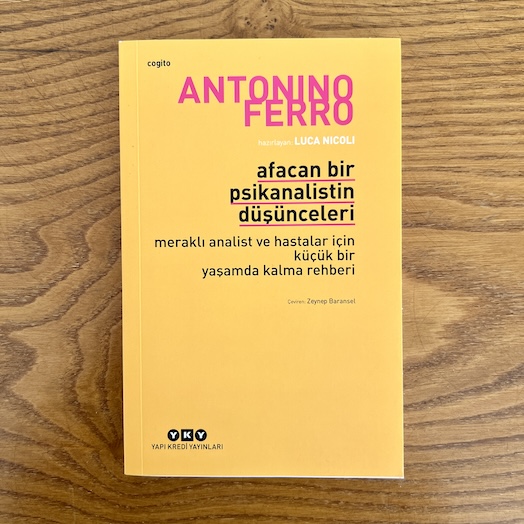 cogito
ANTONINO
FERRO
hazırlayan: LUCA NICOLI
afacan bir
psikanalistin
düşünceleri
meraklı analist ve hastalar için
küçük bir
yaşamda kalma rehberi
Çeviren: Zeynep Baransel
YKY
YAPI KREDİ YAYINLARI